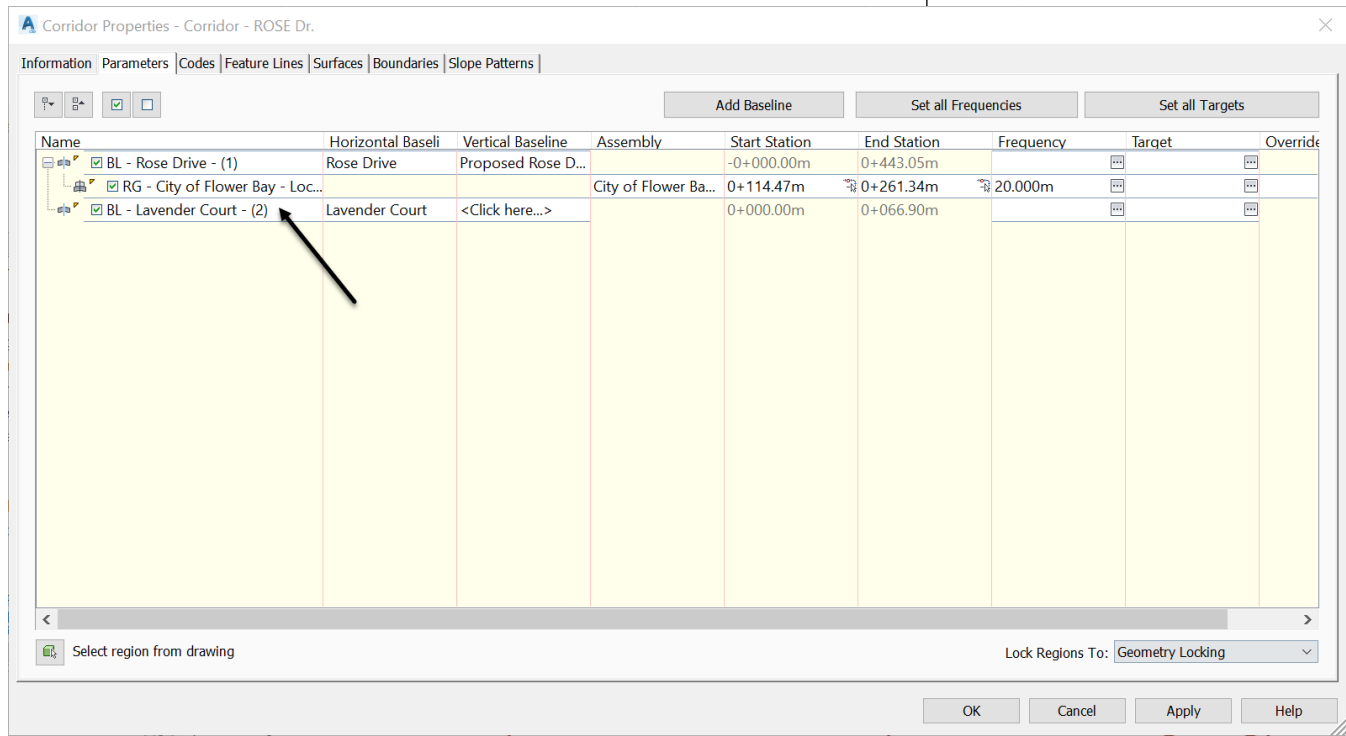 Corridor Properties - Corridor - ROSE Dr.
Information Parameters Codes Feature Lines Surfaces Boundaries Slope Patterns
Add Baseline Set all Frequencies Set all Targets
Name Horizontal Baseli Vertical Baseline Assembly Start Station End Station Frequency Target Override
BL - Rose Drive - (1) Rose Drive Proposed Rose D... -0+000.00m 0+443.05m
RG - City of Flower Bay - Loc... City of Flower Ba... 0+114.47m 0+261.34m 20.000m
BL - Lavender Court - (2) Lavender Court <Click here...> 0+000.00m 0+066.90m
Select region from drawing Lock Regions To: Geometry Locking
OK Cancel Apply Help